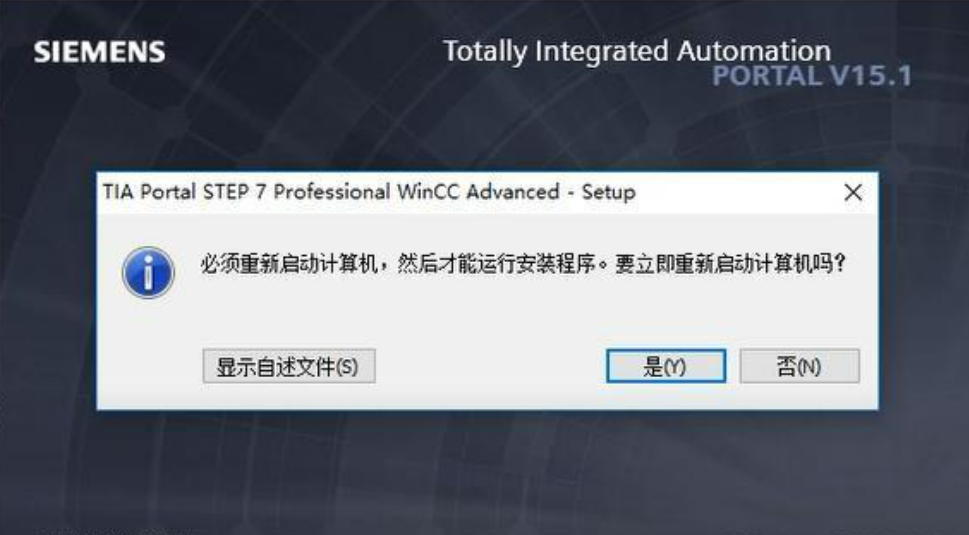 SIEMENS
Totally Integrated Automation
PORTAL V15.1
TIA Portal STEP 7 Professional WinCC Advanced - Setup
必须重新启动计算机，然后才能运行安装程序。要立即重新启动计算机吗？
显示自述文件(S)
是(Y)
否(N)